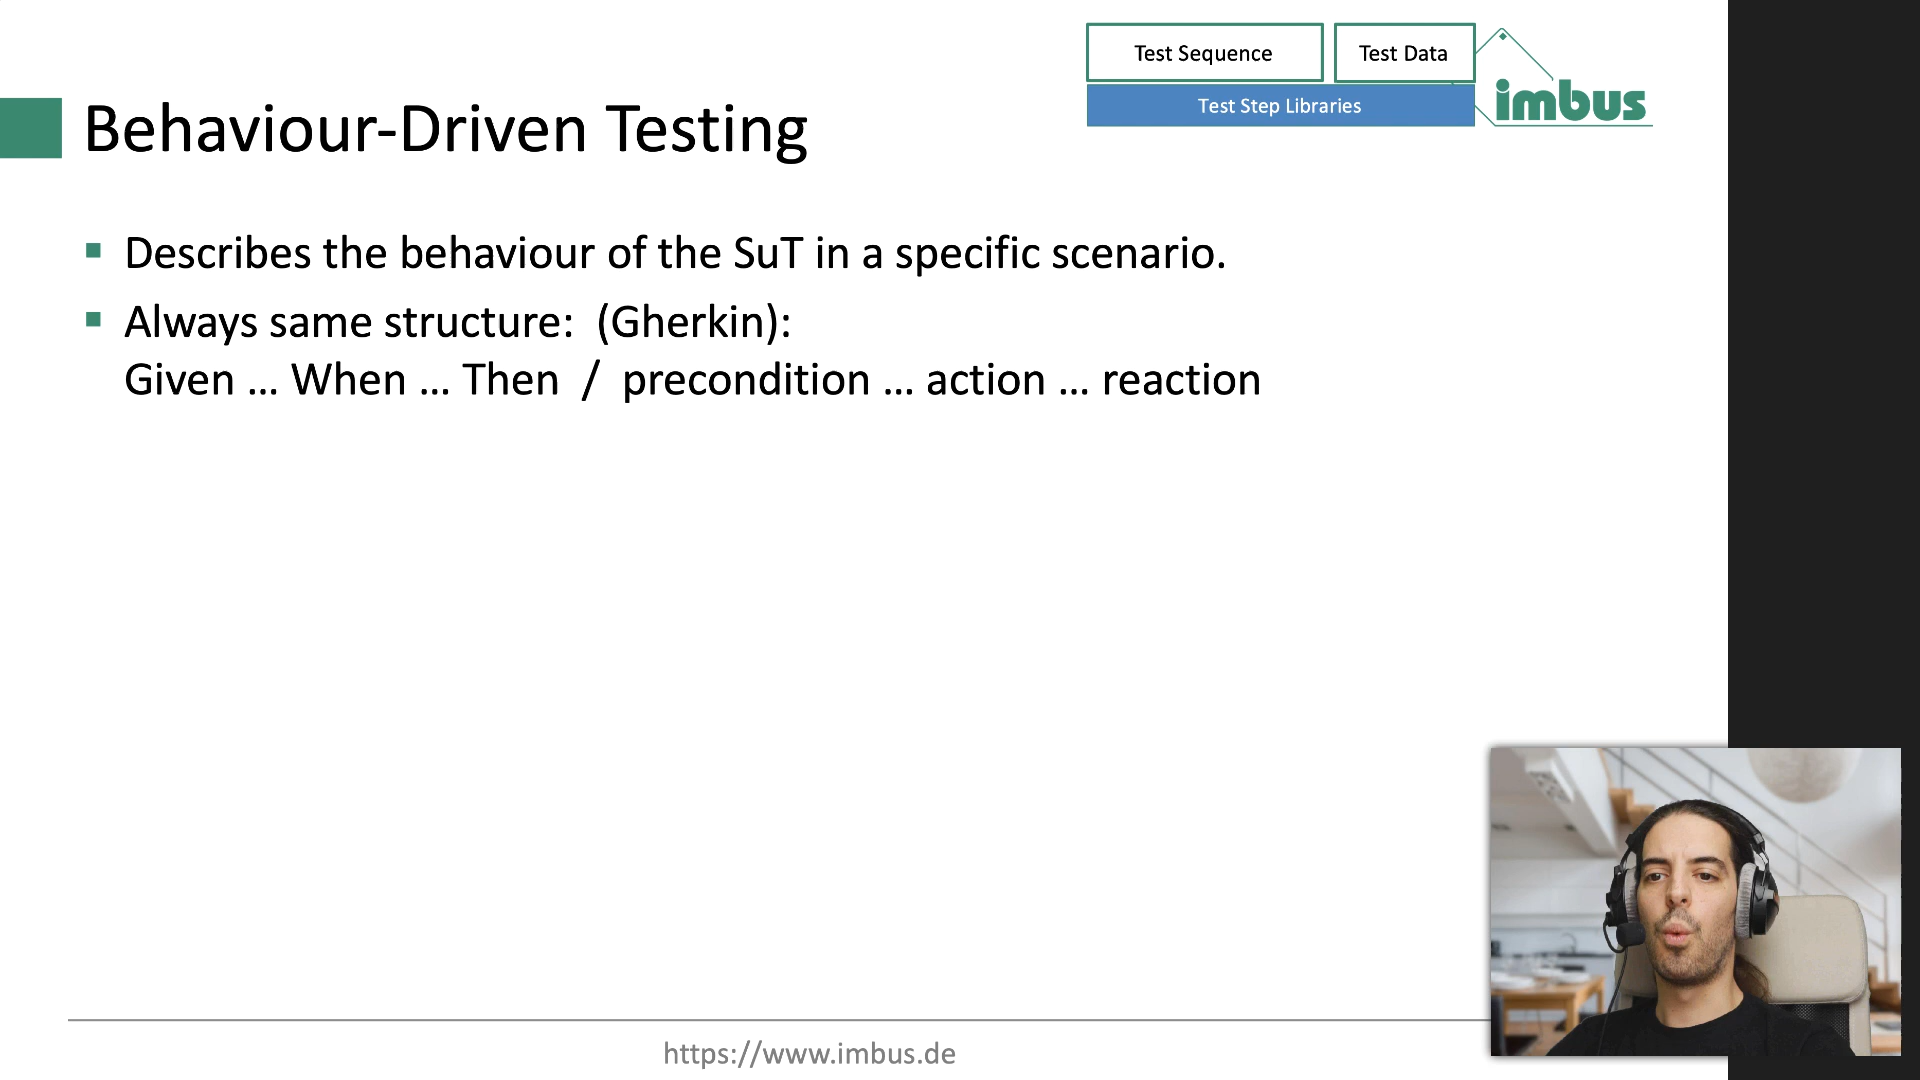 Test Sequence
Test Data
Test Step Libraries
imbus
Behaviour-Driven Testing
Describes the behaviour of the SuT in a specific scenario.
Always same structure:  (Gherkin):
Given ... When ... Then  /  precondition ... action ... reaction
https://www.imbus.de